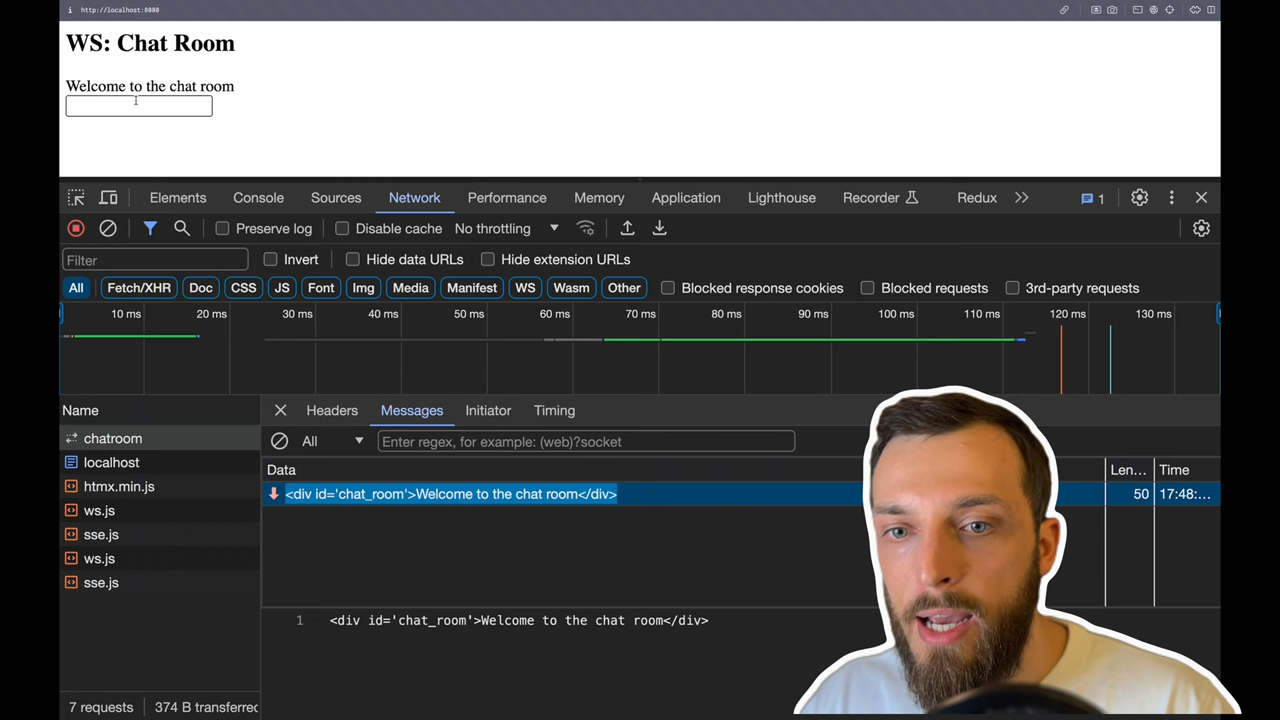 http://localhost:8080
WS: Chat Room
Welcome to the chat room
Elements Console Sources Network Performance Memory Application Lighthouse Recorder Redux 1
Preserve log Disable cache No throttling
Filter Invert Hide data URLs Hide extension URLs
All Fetch/XHR Doc CSS JS Font Img Media Manifest WS Wasm Other Blocked response cookies Blocked requests 3rd-party requests
10 ms 20 ms 30 ms 40 ms 50 ms 60 ms 70 ms 80 ms 90 ms 100 ms 110 ms 120 ms 130 ms
Name Headers Messages Initiator Timing
chatroom All Enter regex, for example: (web)?socket
localhost Data Len... Time
htmx.min.js <div id='chat_room'>Welcome to the chat room</div> 50 17:48:...
ws.js
sse.js
ws.js
sse.js
1 <div id='chat_room'>Welcome to the chat room</div>
7 requests 374 B transferred